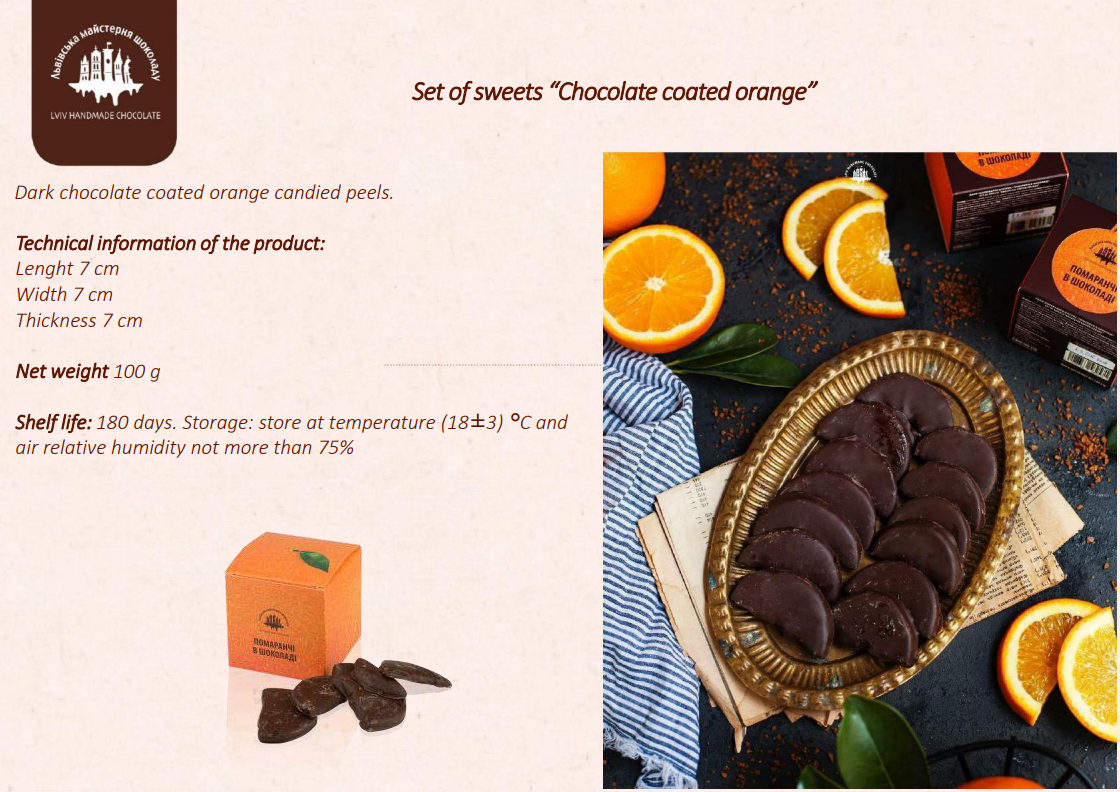 Львівська майстерня шоколаду
LVIV HANDMADE CHOCOLATE
Set of sweets “Chocolate coated orange”
Dark chocolate coated orange candied peels.
Technical information of the product:
Lenght 7 cm
Width 7 cm
Thickness 7 cm
Net weight 100 g
Shelf life: 180 days. Storage: store at temperature (18±3) °C and
air relative humidity not more than 75%
ПОМАРАНЧІ
В ШОКОЛАДІ
В ШОКОЛАДІ
ПОМАРАНЧІ
В ШОКОЛАДІ